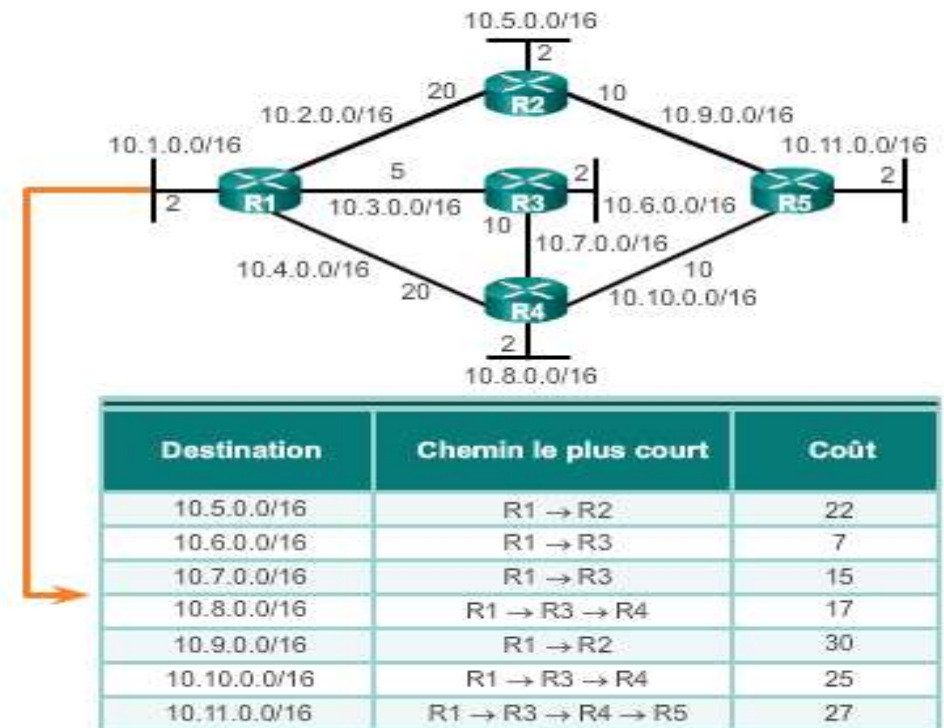 10.5.0.0/16
2
20
R2
10
10.2.0.0/16
10.9.0.0/16
10.1.0.0/16
10.11.0.0/16
5
2
2
2
R1
R3
R5
10.3.0.0/16
10.6.0.0/16
10
10.7.0.0/16
10.4.0.0/16
10
20
10.10.0.0/16
R4
2
10.8.0.0/16
Destination Chemin le plus court Coût
10.5.0.0/16 R1 → R2 22
10.6.0.0/16 R1 → R3 7
10.7.0.0/16 R1 → R3 15
10.8.0.0/16 R1 → R3 → R4 17
10.9.0.0/16 R1 → R2 30
10.10.0.0/16 R1 → R3 → R4 25
10.11.0.0/16 R1 → R3 → R4 → R5 27